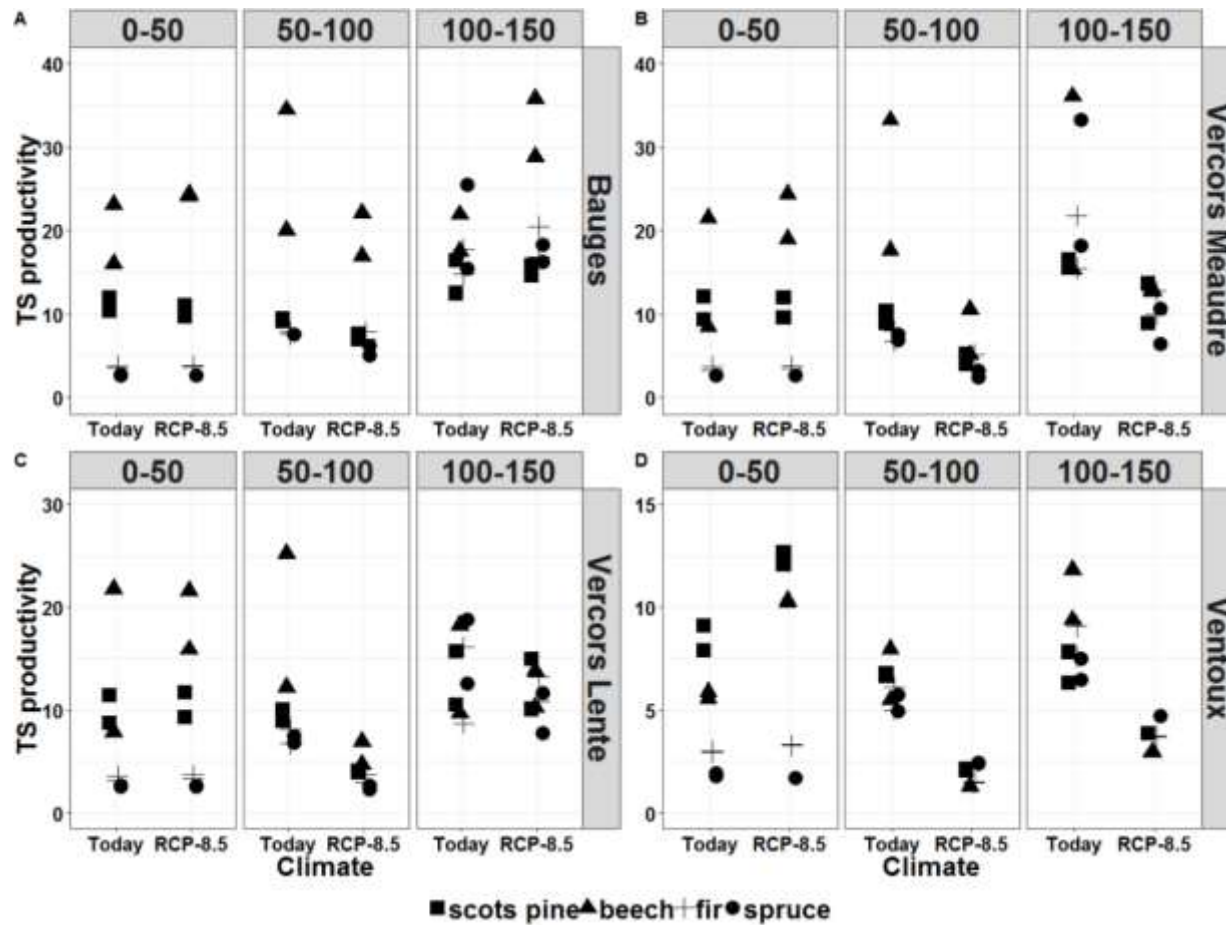 A
0-50 50-100 100-150
40
30
20
10
0
TS productivity
Bauges
Today RCP-8.5 Today RCP-8.5 Today RCP-8.5
B
0-50 50-100 100-150
40
30
20
10
0
Vercors Meaudre
Today RCP-8.5 Today RCP-8.5 Today RCP-8.5
C
0-50 50-100 100-150
30
20
10
0
TS productivity
Vercors Lente
Today RCP-8.5 Today RCP-8.5 Today RCP-8.5
Climate
D
0-50 50-100 100-150
15
10
5
0
Ventoux
Today RCP-8.5 Today RCP-8.5 Today RCP-8.5
Climate
scots pine beech fir spruce